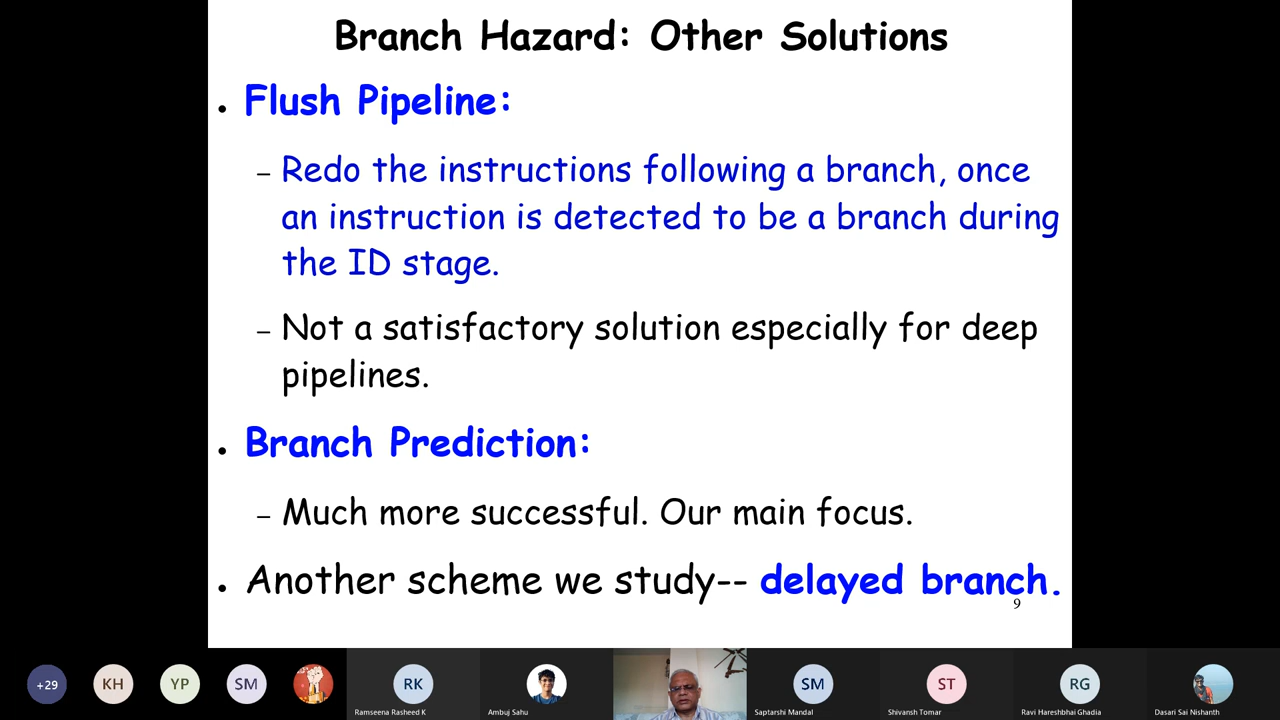 Branch Hazard: Other Solutions
• Flush Pipeline:
– Redo the instructions following a branch, once
an instruction is detected to be a branch during
the ID stage.
– Not a satisfactory solution especially for deep
pipelines.
• Branch Prediction:
– Much more successful. Our main focus.
• Another scheme we study-- delayed branch.
9
+29 KH YP SM RK SM ST RG
Ramseena Rasheed K Ambuj Sahu Saptarshi Mandal Shivansh Tomar Ravi Hareshbhai Ghadia Dasari Sai Nishanth